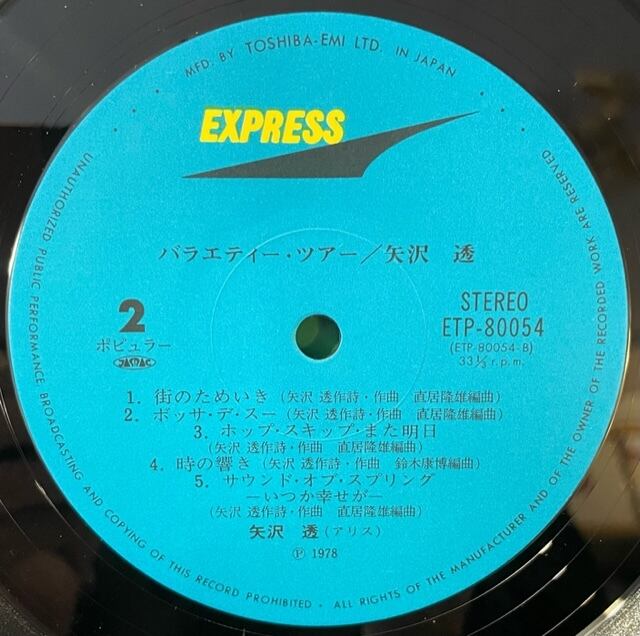 MFD. BY TOSHIBA-EMI LTD. IN JAPAN
EXPRESS
バラエティー・ツアー/矢沢 透
2
ポピュラー
JASRAC
STEREO
ETP-80054
(ETP-80054-B)
33 1/3 r.p.m.
1. 街のためいき (矢沢 透作詩・作曲 直居隆雄編曲)
2. ボッサ・デ・スー (矢沢 透作詩・作曲 直居隆雄編曲)
3. ホップ・スキップ・また明日
(矢沢 透作詩・作曲 直居隆雄編曲)
4. 時の響き (矢沢 透作詩・作曲 鈴木康博編曲)
5. サウンド・オブ・スプリング
—いつか幸せが—
(矢沢 透作詩・作曲 直居隆雄編曲)
矢沢 透 (アリス)
Ⓟ 1978
UNAUTHORIZED PUBLIC PERFORMANCE BROADCASTING AND COPYING OF THIS RECORD PROHIBITED • ALL RIGHTS OF THE MANUFACTURER AND OF THE OWNER OF THE RECORDED WORK ARE RESERVED